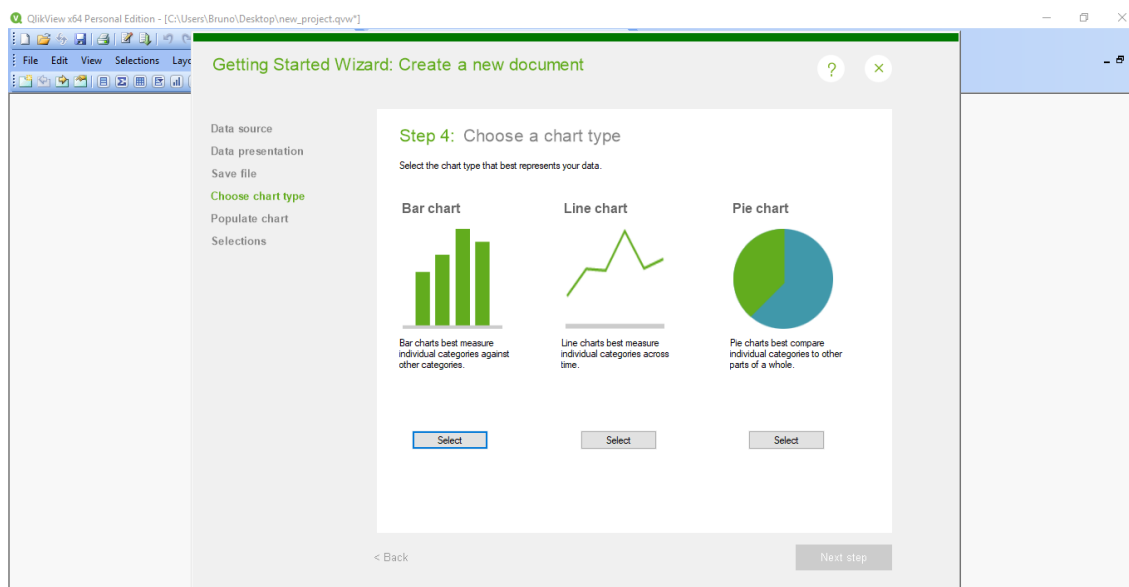 QlikView x64 Personal Edition - [C:\Users\Bruno\Desktop\new_project.qvw*]
File Edit View Selections
Getting Started Wizard: Create a new document
?
Data source
Data presentation
Save file
Choose chart type
Populate chart
Selections
Step 4: Choose a chart type
Select the chart type that best represents your data.
Bar chart Line chart Pie chart
Bar charts best measure
individual categories against
other categories.
Line charts best measure
individual categories across
time.
Pie charts best compare
individual categories to other
parts of a whole.
Select Select Select
< Back Next step